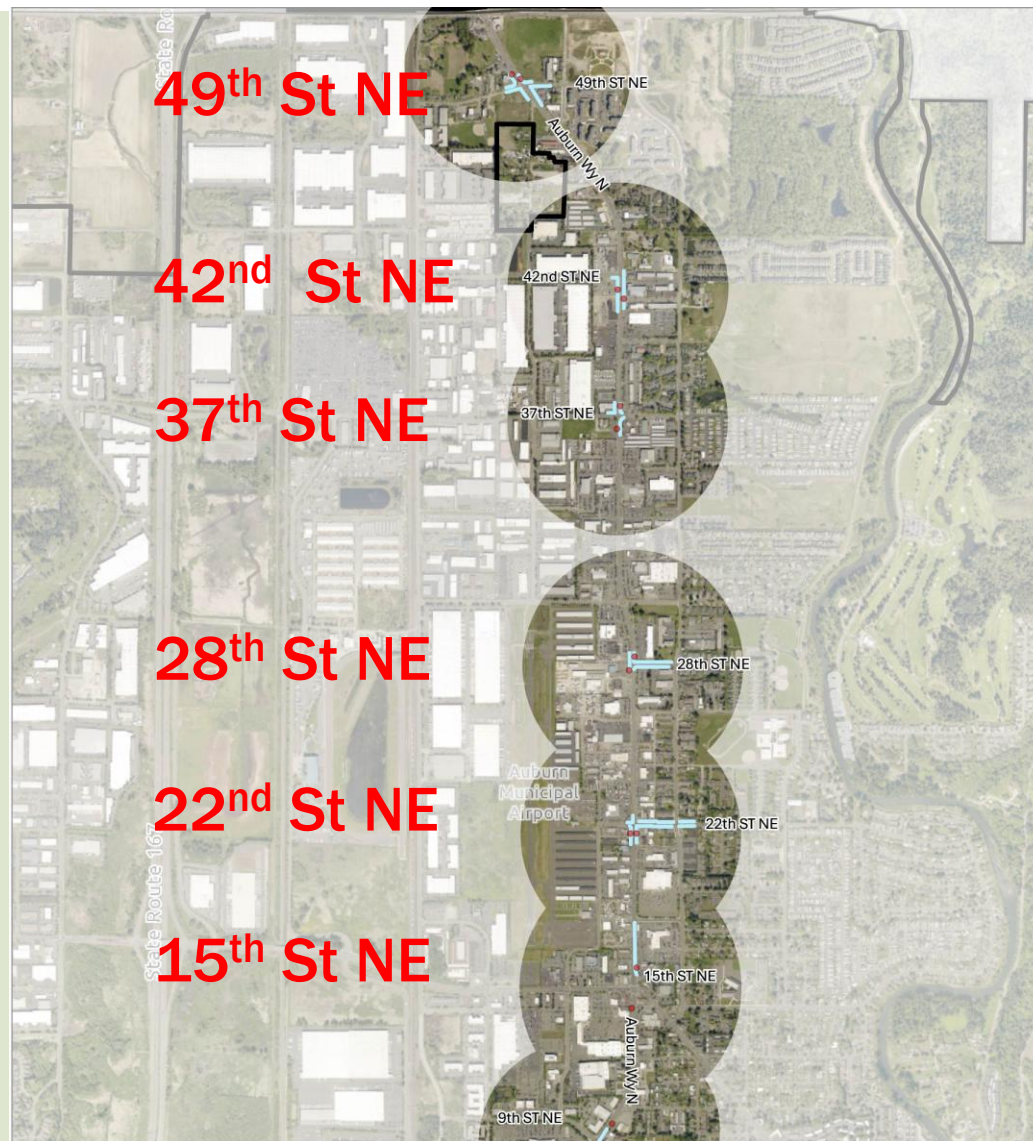 State Ro
49th St NE
49th ST NE
Auburn Wy N
42nd St NE
42nd ST NE
37th St NE
37th ST NE
28th St NE
28th ST NE
Auburn
Municipal
Airport
22nd St NE
22th ST NE
State Route 167
15th St NE
15th ST NE
Auburn Wy N
9th ST NE